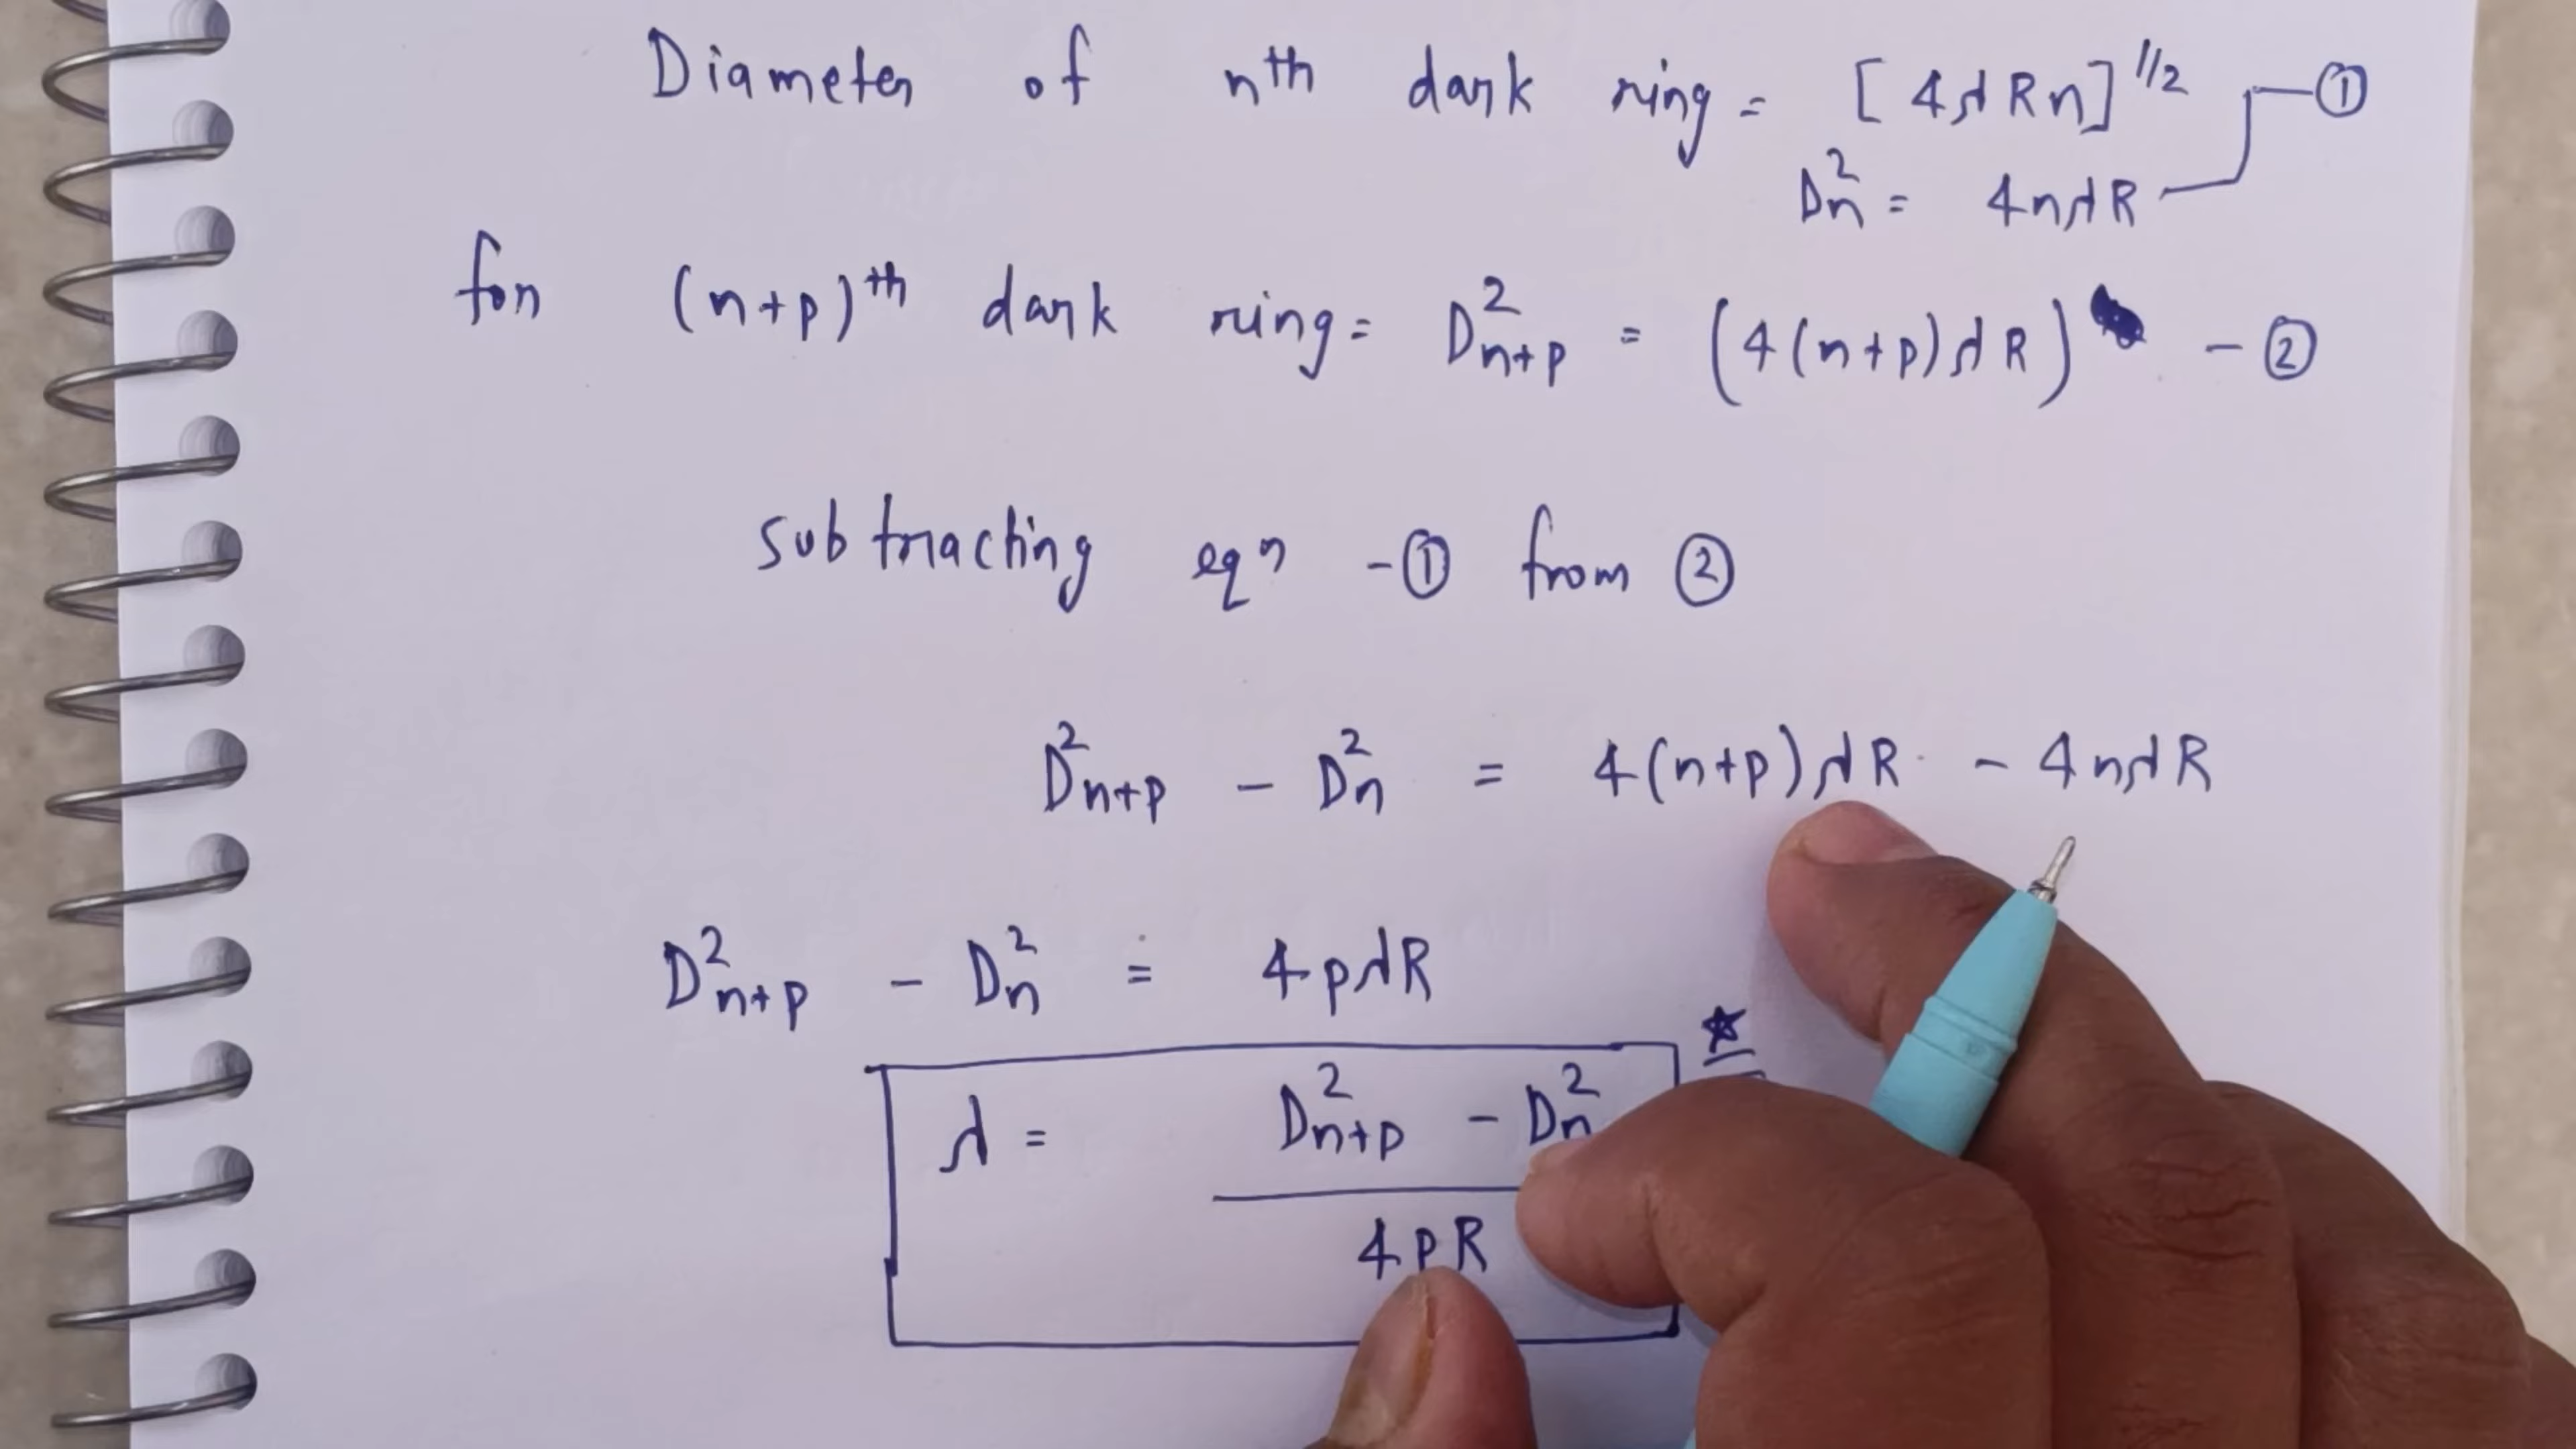 Diameter of nth dark ring = [4λRn]^1/2 - ①
D²n = 4nλR
for (n+p)th dark ring = D²n+p = (4(n+p)λR) - ②
subtracting eqn - ① from ②
D²n+p - D²n = 4(n+p)λR - 4nλR
D²n+p - D²n = 4pλR
λ = D²n+p - D²n
4pR